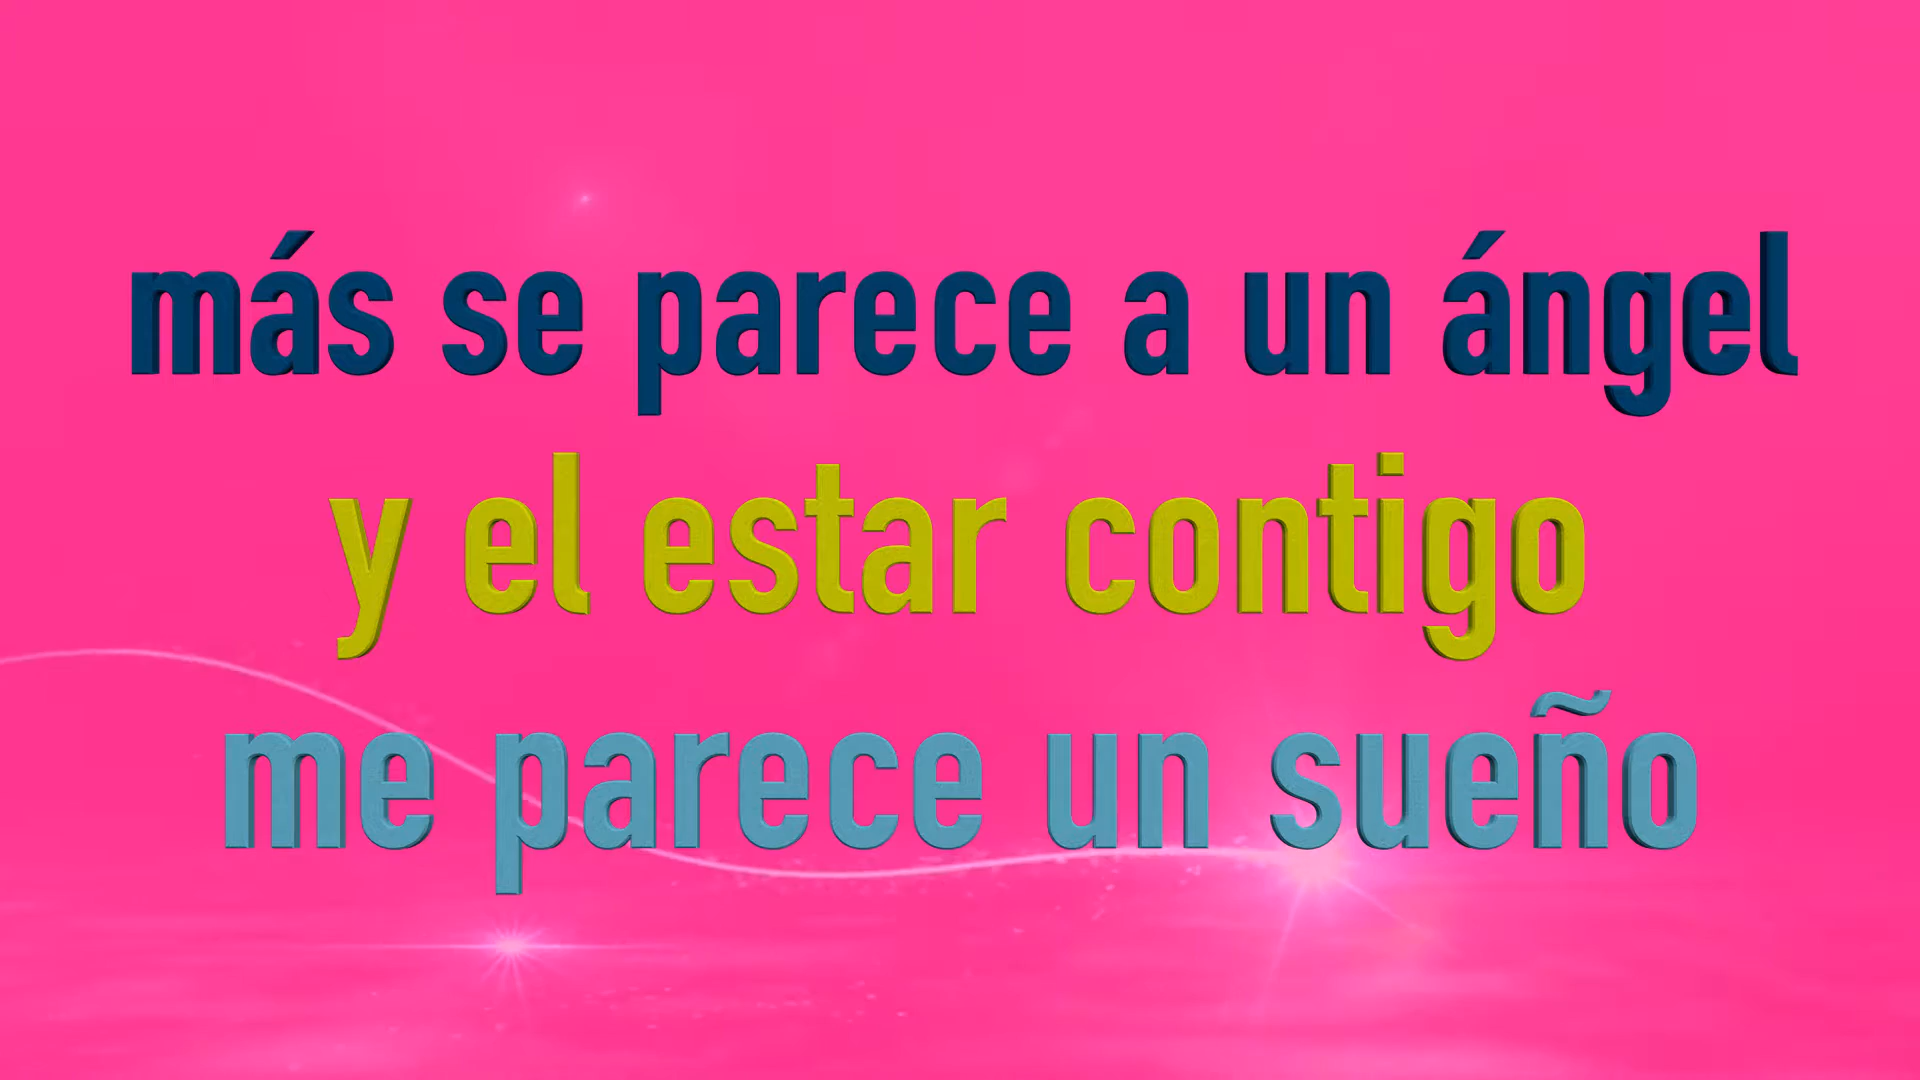 más se parece a un ángel
y el estar contigo
me parece un sueño